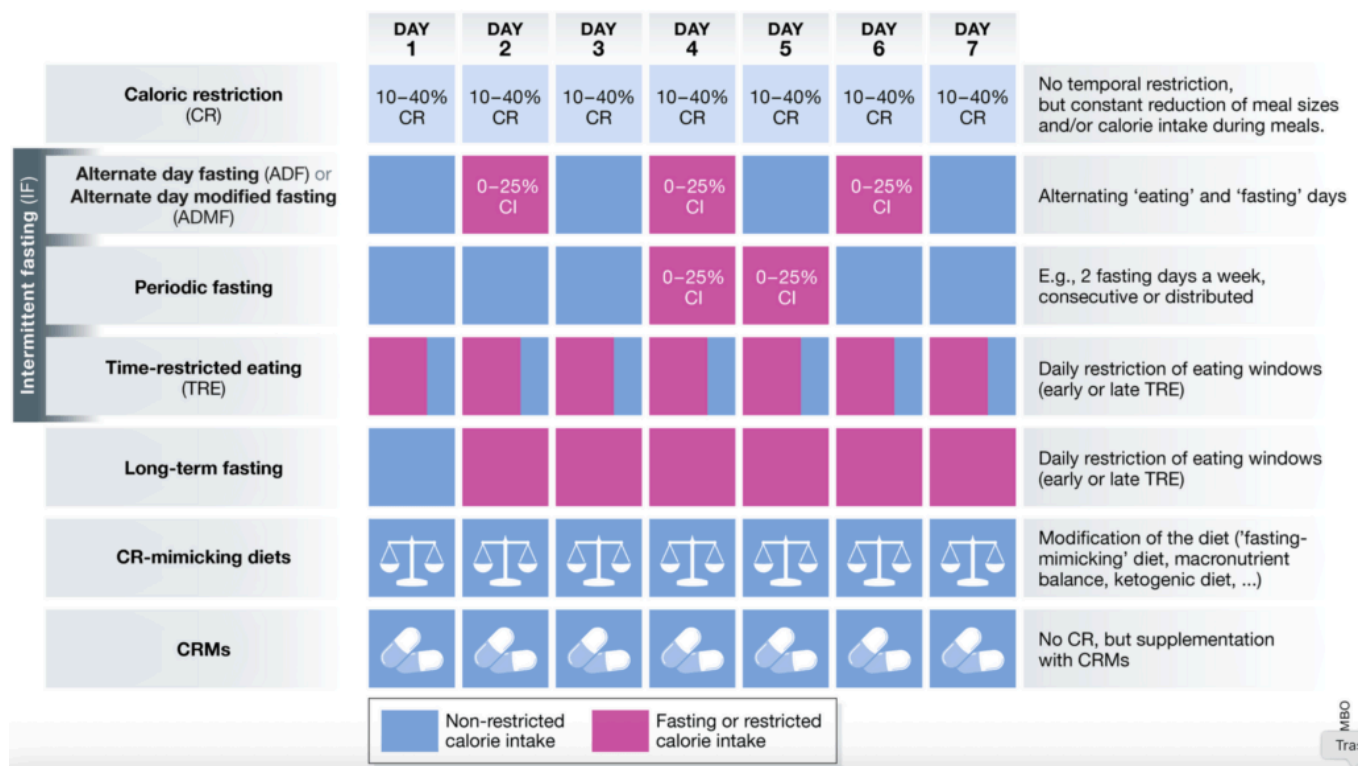 DAY 1
DAY 2
DAY 3
DAY 4
DAY 5
DAY 6
DAY 7
Caloric restriction
(CR)
10–40% CR
10–40% CR
10–40% CR
10–40% CR
10–40% CR
10–40% CR
10–40% CR
No temporal restriction,
but constant reduction of meal sizes
and/or calorie intake during meals.
Intermittent fasting (IF)
Alternate day fasting (ADF) or
Alternate day modified fasting
(ADMF)
0–25% CI
0–25% CI
0–25% CI
Alternating ‘eating’ and ‘fasting’ days
Periodic fasting
0–25% CI
0–25% CI
E.g., 2 fasting days a week,
consecutive or distributed
Time-restricted eating
(TRE)
Daily restriction of eating windows
(early or late TRE)
Long-term fasting
Daily restriction of eating windows
(early or late TRE)
CR-mimicking diets
Modification of the diet (’fasting-
mimicking’ diet, macronutrient
balance, ketogenic diet, ...)
CRMs
No CR, but supplementation
with CRMs
Non-restricted
calorie intake
Fasting or restricted
calorie intake
MBO
Tras